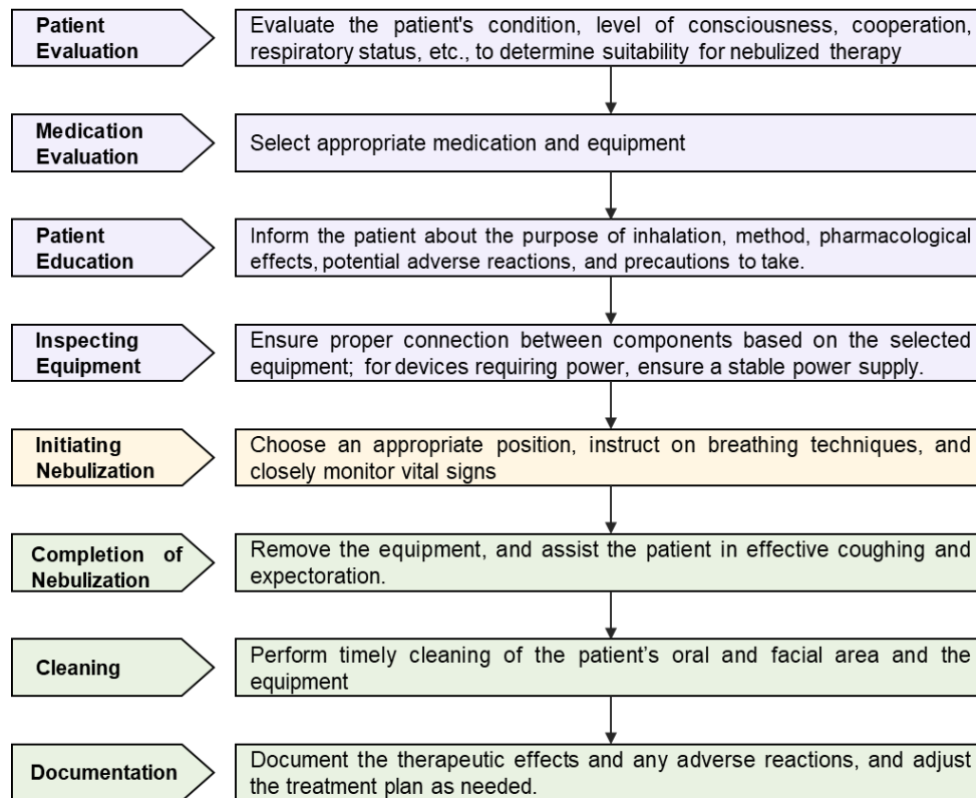 Patient
Evaluation
Evaluate the patient's condition, level of consciousness, cooperation,
respiratory status, etc., to determine suitability for nebulized therapy
Medication
Evaluation
Select appropriate medication and equipment
Patient
Education
Inform the patient about the purpose of inhalation, method, pharmacological
effects, potential adverse reactions, and precautions to take.
Inspecting
Equipment
Ensure proper connection between components based on the selected
equipment; for devices requiring power, ensure a stable power supply.
Initiating
Nebulization
Choose an appropriate position, instruct on breathing techniques, and
closely monitor vital signs
Completion of
Nebulization
Remove the equipment, and assist the patient in effective coughing and
expectoration.
Cleaning
Perform timely cleaning of the patient's oral and facial area and the
equipment
Documentation
Document the therapeutic effects and any adverse reactions, and adjust
the treatment plan as needed.